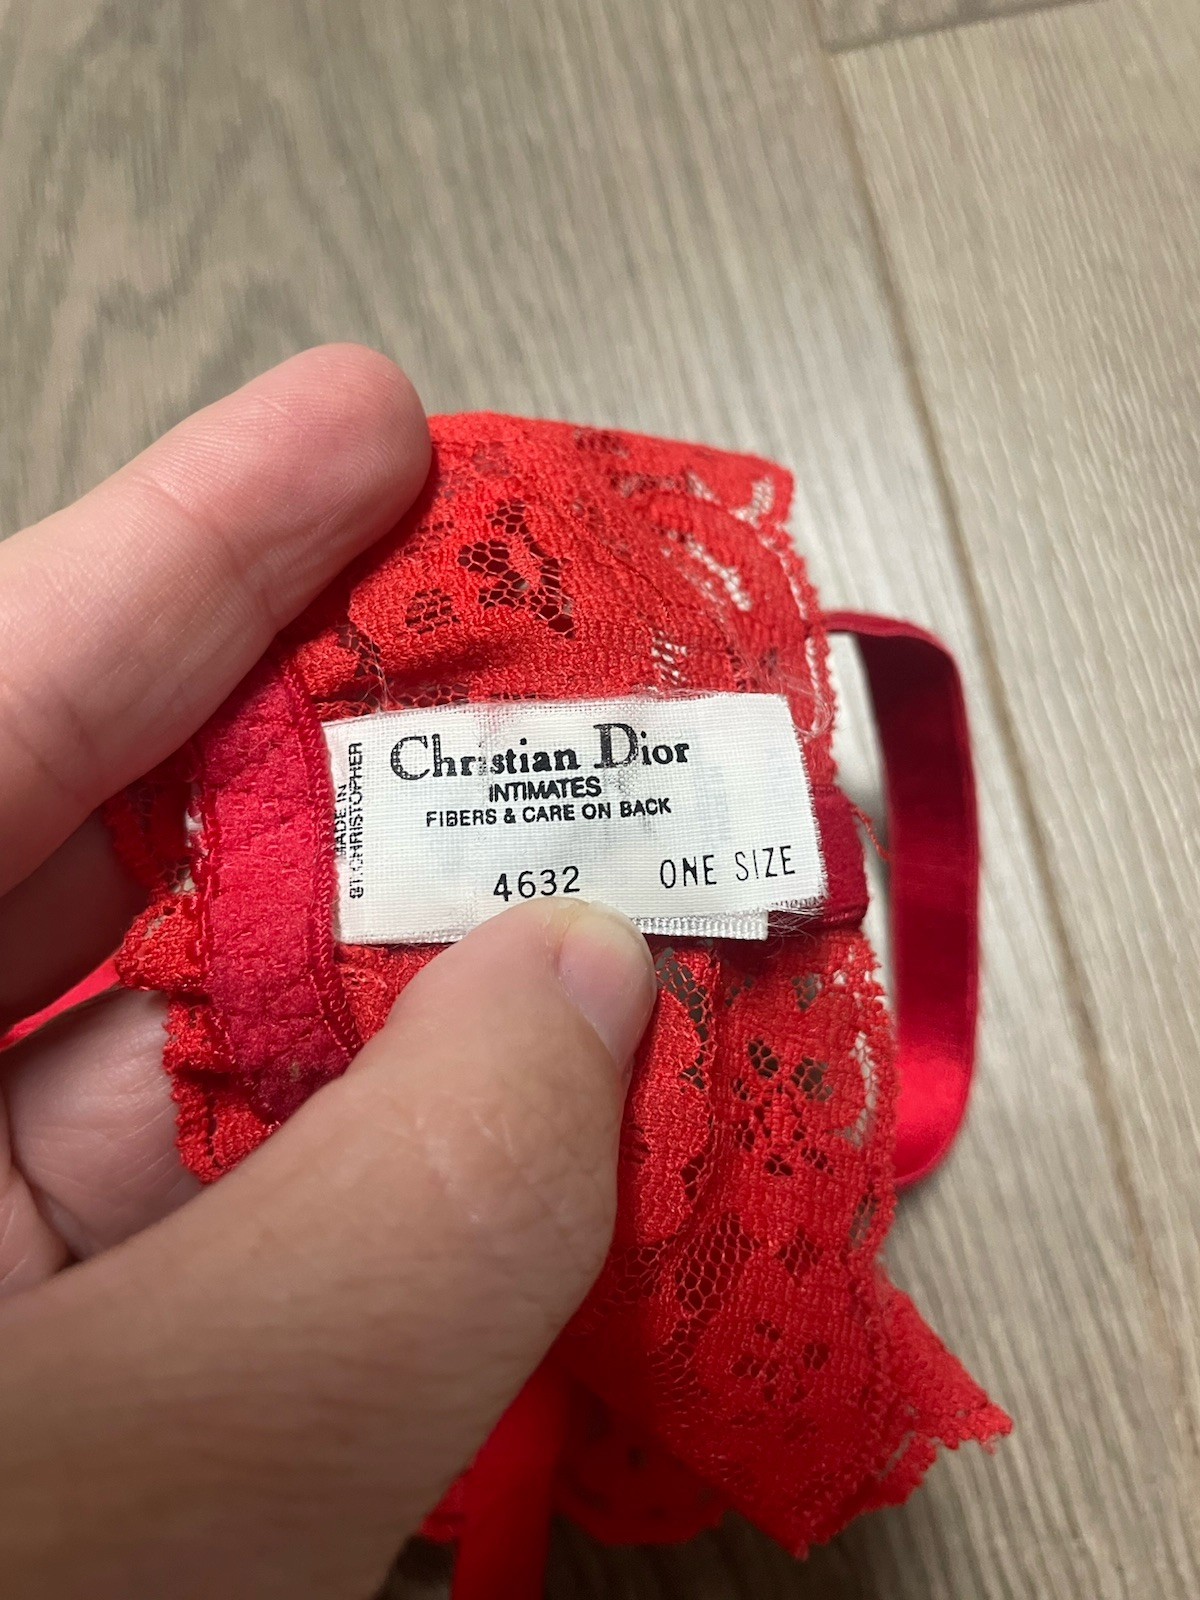 Christian Dior
INTIMATES
FIBERS & CARE ON BACK
4632 ONE SIZE
MADE IN
ST.CHRISTOPHER